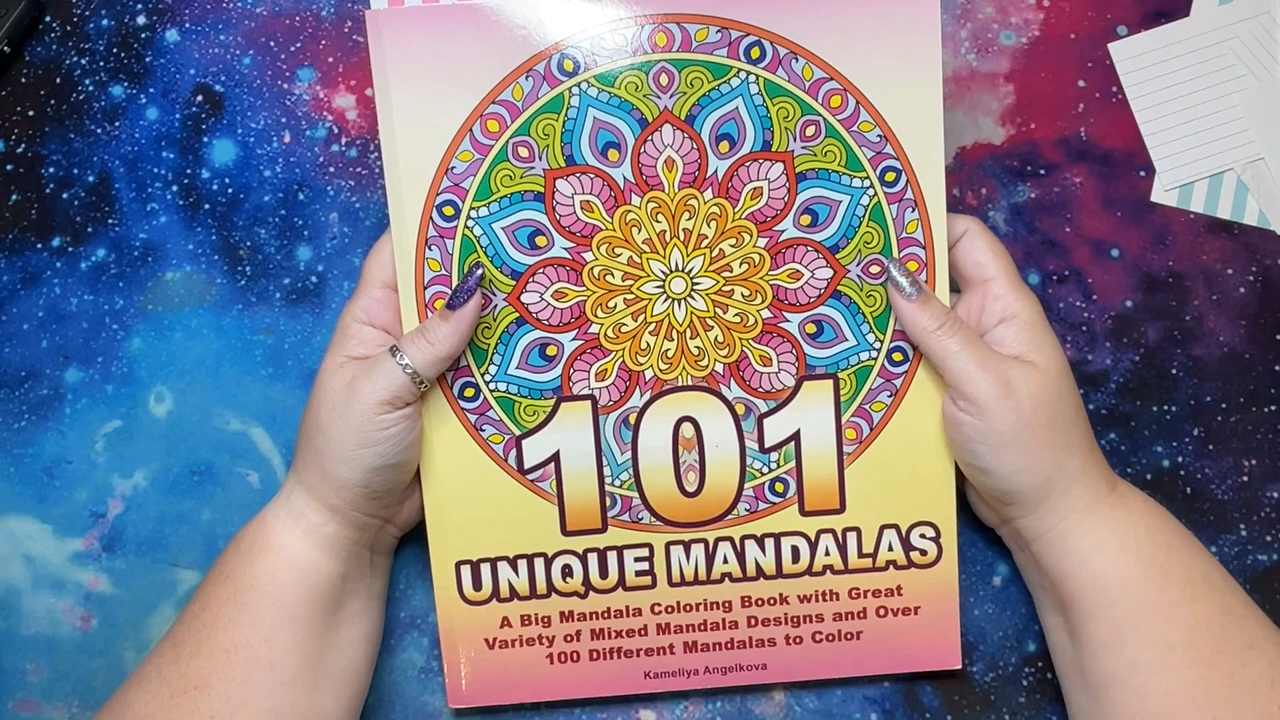 101
UNIQUE MANDALAS
A Big Mandala Coloring Book with Great
Variety of Mixed Mandala Designs and Over
100 Different Mandalas to Color
Kameliya Angelkova